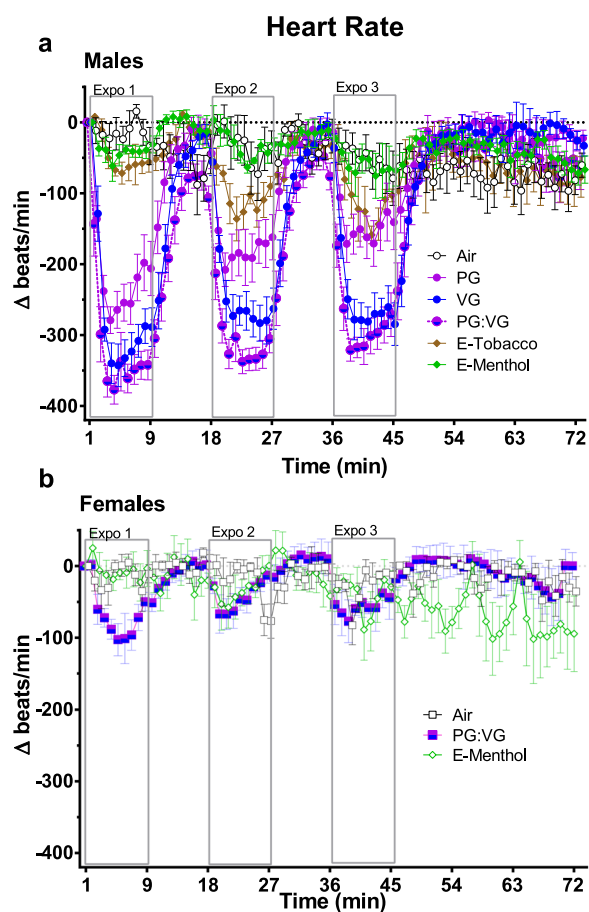 Heart Rate
a
Males
Expo 1
Expo 2
Expo 3
0
-100
-200
-300
-400
Δ beats/min
Air
PG
VG
PG:VG
E-Tobacco
E-Menthol
1 9 18 27 36 45 54 63 72
Time (min)
b
Females
Expo 1
Expo 2
Expo 3
0
-100
-200
-300
-400
Δ beats/min
Air
PG:VG
E-Menthol
1 9 18 27 36 45 54 63 72
Time (min)